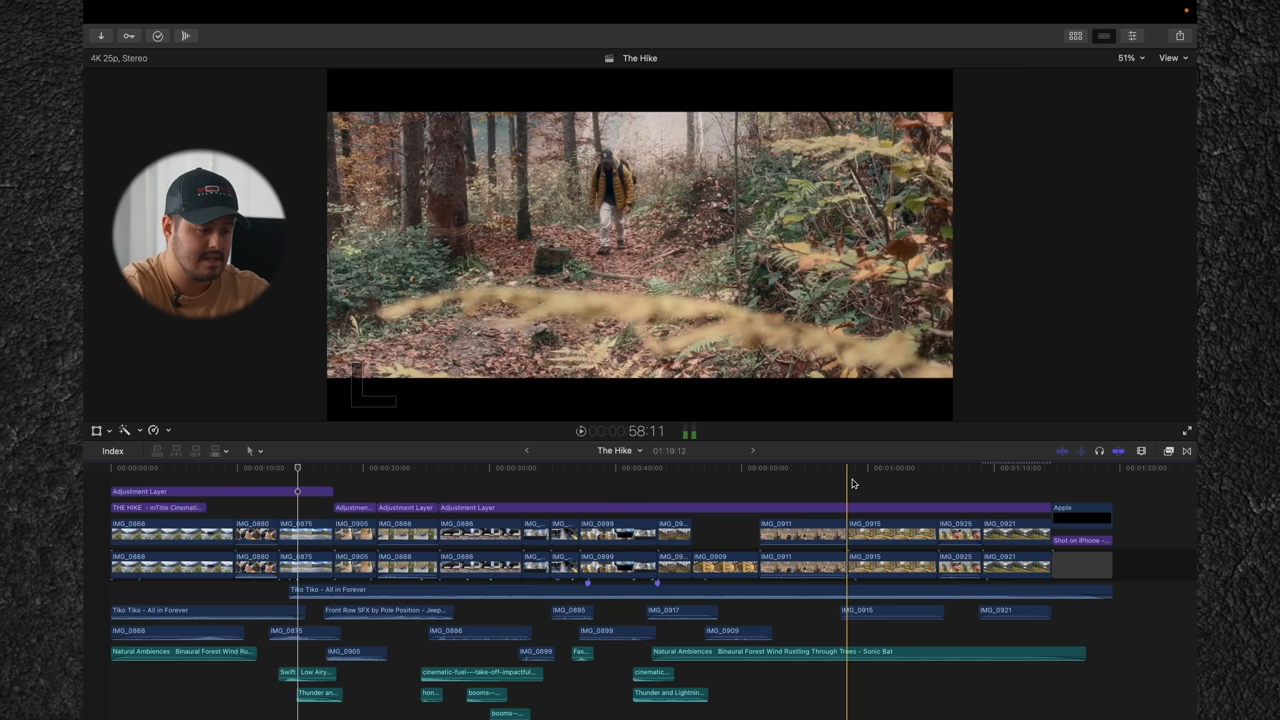 4K 25p, Stereo
The Hike
51%
View
Index
58:11
The Hike
01:19:12
00:00:00:00
00:00:10:00
00:00:20:00
00:00:30:00
00:00:40:00
00:00:50:00
00:01:00:00
00:01:10:00
00:01:20:00
Adjustment Layer
THE HIKE - mTitle Cinemati...
Adjustmen...
Adjustment Layer
Adjustment Layer
Apple
IMG_0868
IMG_0880
IMG_0875
IMG_0905
IMG_0888
IMG_0886
IMG_...
IMG_...
IMG_0899
IMG_09...
IMG_0911
IMG_0915
IMG_0925
IMG_0921
Shot on iPhone -...
IMG_0868
IMG_0880
IMG_0875
IMG_0905
IMG_0888
IMG_0886
IMG_...
IMG_...
IMG_0899
IMG_09...
IMG_0909
IMG_0911
IMG_0915
IMG_0925
IMG_0921
Tiko Tiko - All in Forever
Tiko Tiko - All in Forever
Front Row SFX by Pole Position - Jeep...
IMG_0895
IMG_0917
IMG_0915
IMG_0921
IMG_0868
IMG_0875
IMG_0886
IMG_0899
IMG_0909
Natural Ambiences Binaural Forest Wind Ru...
IMG_0905
IMG_0899
Fas...
Natural Ambiences Binaural Forest Wind Rustling Through Trees - Sonic Bat
Swift Low Airy...
cinematic-fuel---take-off-impactful...
cinematic...
Thunder an...
hon...
booms--...
Thunder and Lightnin...
booms--...